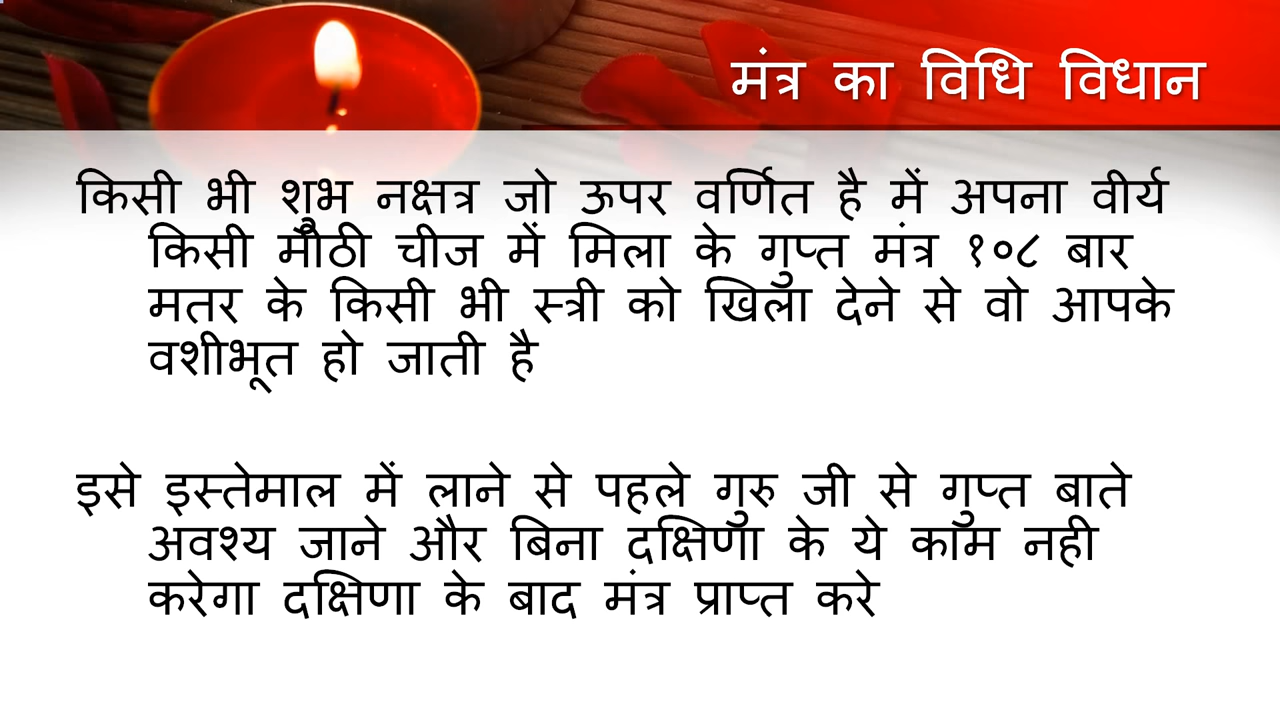 मंत्र का विधि विधान
किसी भी शुभ नक्षत्र जो ऊपर वर्णित है में अपना वीर्य
किसी मीठी चीज में मिला के गुप्त मंत्र १०८ बार
मतर के किसी भी स्त्री को खिला देने से वो आपके
वशीभूत हो जाती है
इसे इस्तेमाल में लाने से पहले गुरु जी से गुप्त बाते
अवश्य जाने और बिना दक्षिणा के ये काम नही
करेगा दक्षिणा के बाद मंत्र प्राप्त करे